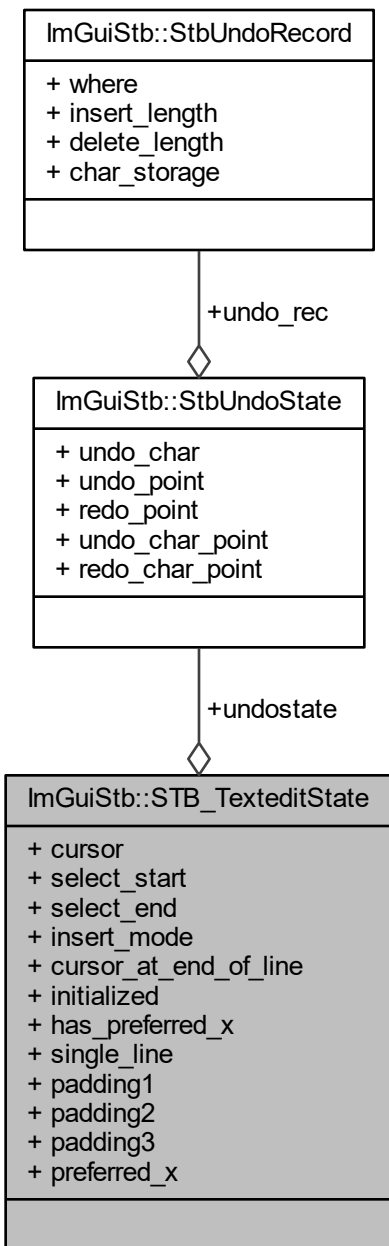 ImGuiStb::StbUndoRecord
+ where
+ insert_length
+ delete_length
+ char_storage
+undo_rec
ImGuiStb::StbUndoState
+ undo_char
+ undo_point
+ redo_point
+ undo_char_point
+ redo_char_point
+undostate
ImGuiStb::STB_TexteditState
+ cursor
+ select_start
+ select_end
+ insert_mode
+ cursor_at_end_of_line
+ initialized
+ has_preferred_x
+ single_line
+ padding1
+ padding2
+ padding3
+ preferred_x